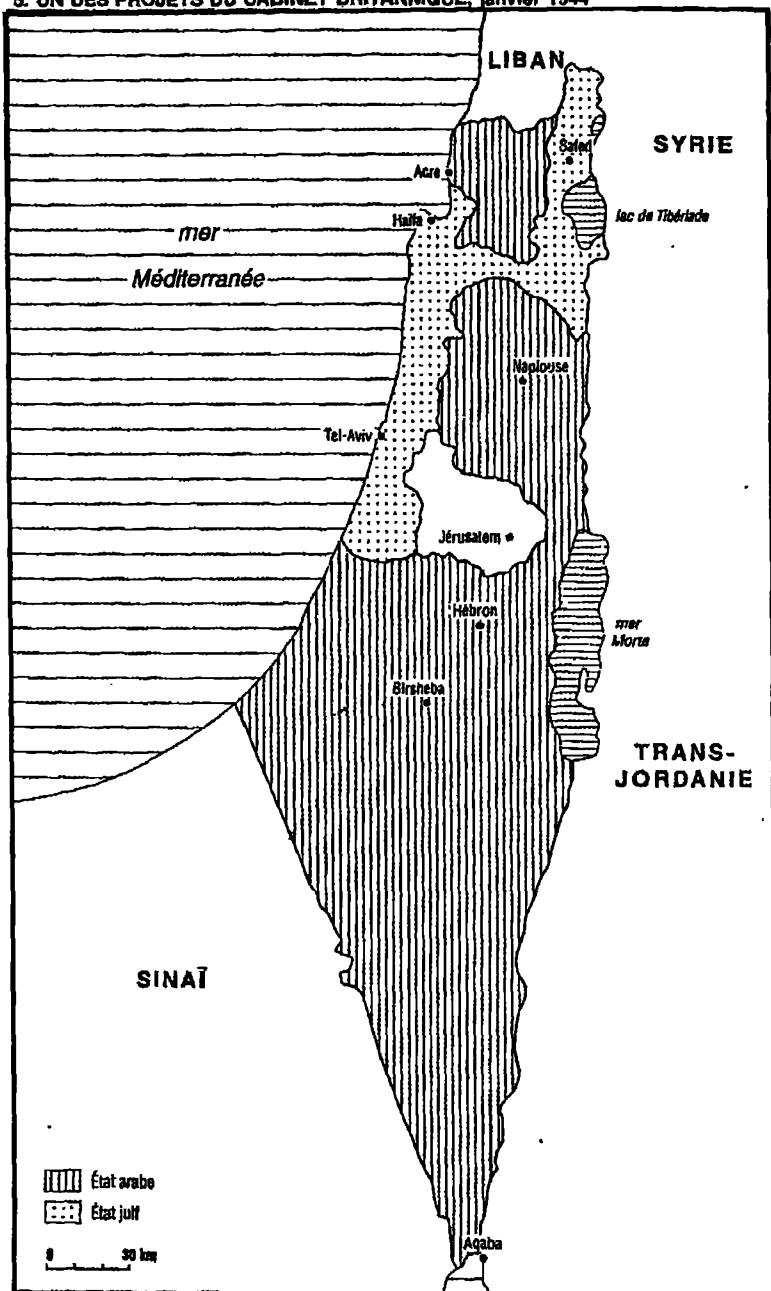 UN DES PROJETS DU CABINET BRITANNIQUE, janvier 1944
LIBAN
SYRIE
Safed
Acre
lac de Tibériade
Haïfa
mer
Méditerranée
Naplouse
Tel-Aviv
Jérusalem
Hébron
mer
Morte
Birsheba
TRANS-
JORDANIE
SINAÏ
État arabe
État juif
0 30 km
Aqaba